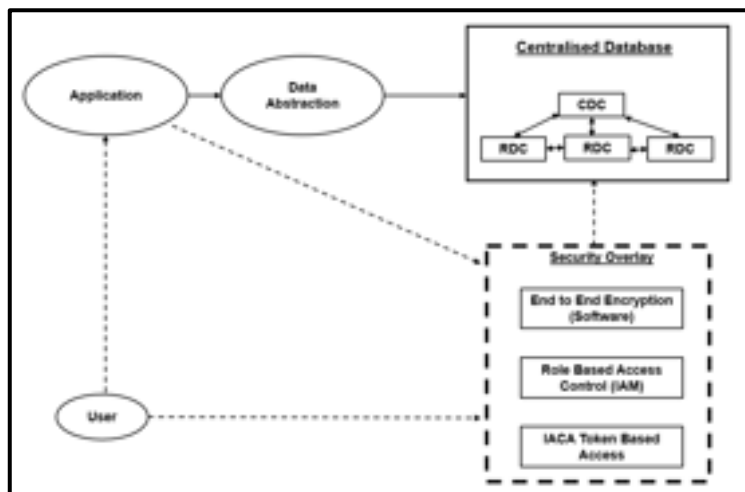 Centralised Database
Application
Data
Abstraction
CDC
RDC
RDC
RDC
Security Overlay
End to End Encryption
(Software)
Role Based Access
Control (IAM)
User
IACA Token Based
Access